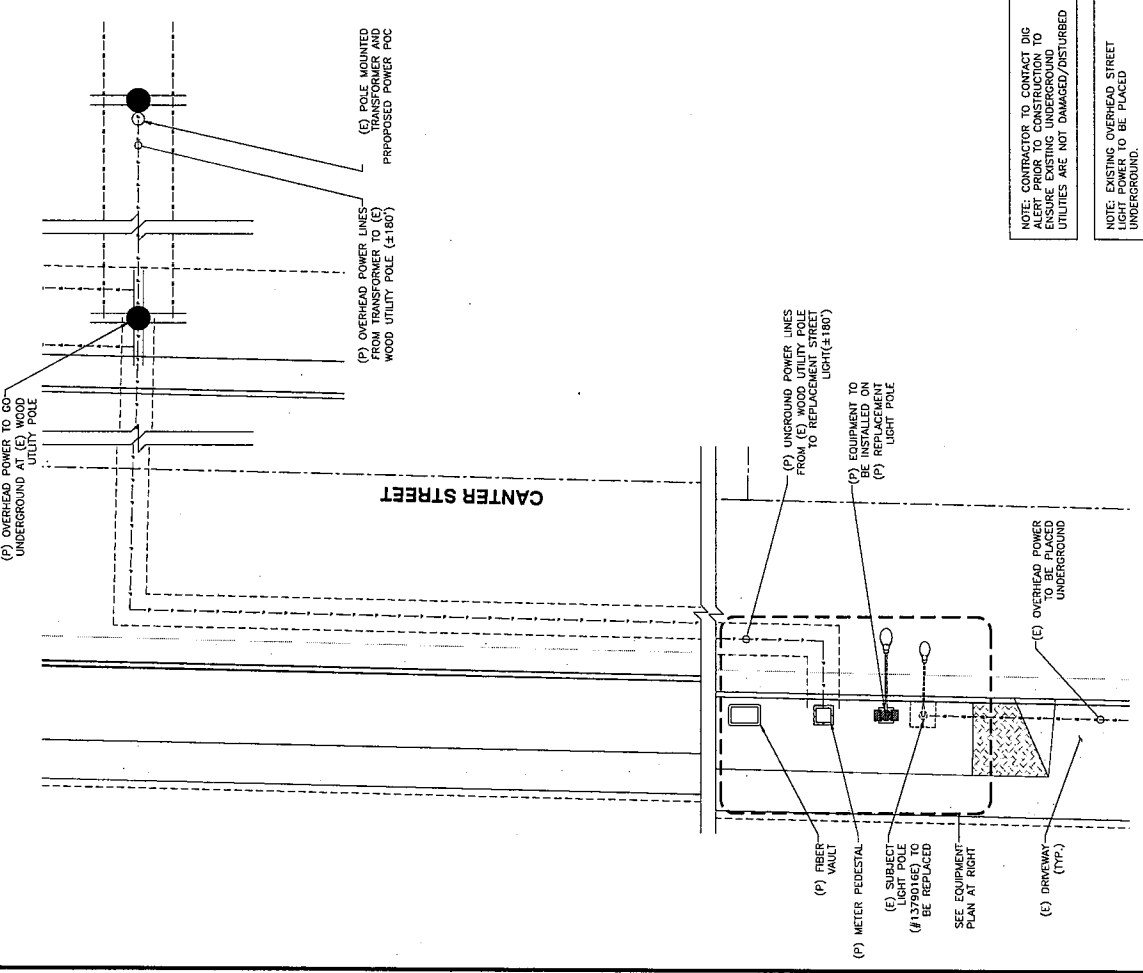 (P) OVERHEAD POWER TO GO
UNDERGROUND AT (E) WOOD
UTLITY POLE
(E) POLE MOUNTED
TRANSFORMER AND
PRPOPOSED POWER POC
(P) OVERHEAD POWER LINES
FROM TRANSFORMER TO (E)
WOOD UTILITY POLE (±180')
CANTER STREET
(P) UNGROUND POWER LINES
FROM (E) WOOD UTILITY POLE
TO REPLACEMENT STREET
LIGHT(±180')
(P) EQUIPMENT TO
BE INSTALLED ON
(P) REPLACEMENT
LIGHT POLE
(E) OVERHEAD POWER
TO BE PLACED
UNDERGROUND
(P) FIBER
VAULT
(P) METER PEDESTAL
(E) SUBJECT
LIGHT POLE
(#1379016E) TO
BE REPLACED
SEE EQUIPMENT
PLAN AT RIGHT
(E) DRIVEWAY
(TYP.)
NOTE: CONTRACTOR TO CONTACT DIG
ALERT PRIOR TO CONSTRUCTION TO
ENSURE EXISTING UNDERGROUND
UTILITIES ARE NOT DAMAGED/DISTURBED
NOTE: EXISTING OVERHEAD STREET
LIGHT POWER TO BE PLACED
UNDERGROUND.